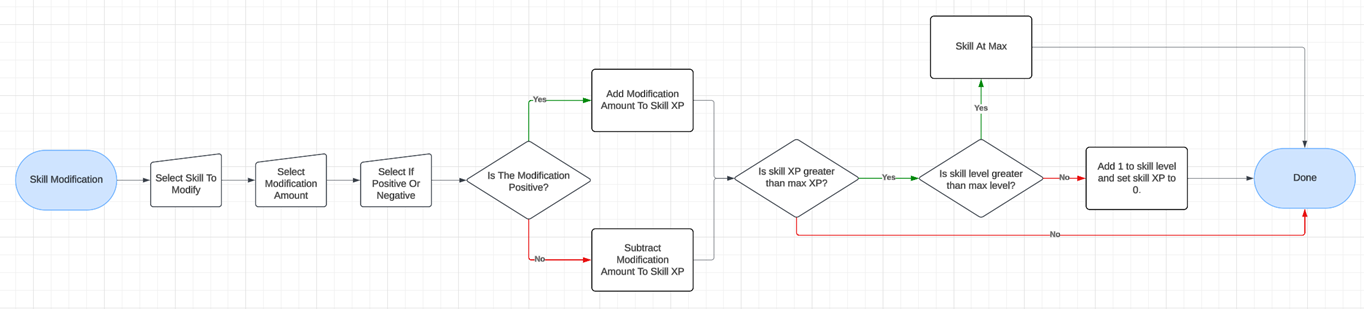 Skill Modification
Select Skill To
Modify
Select
Modification
Amount
Select If
Positive Or
Negative
Is The Modification
Positive?
Yes
Add Modification
Amount To Skill XP
No
Subtract
Modification
Amount To Skill XP
Is skill XP greater
than max XP?
Yes
Is skill level greater
than max level?
Yes
Skill At Max
No
Add 1 to skill level
and set skill XP to
0.
No
Done